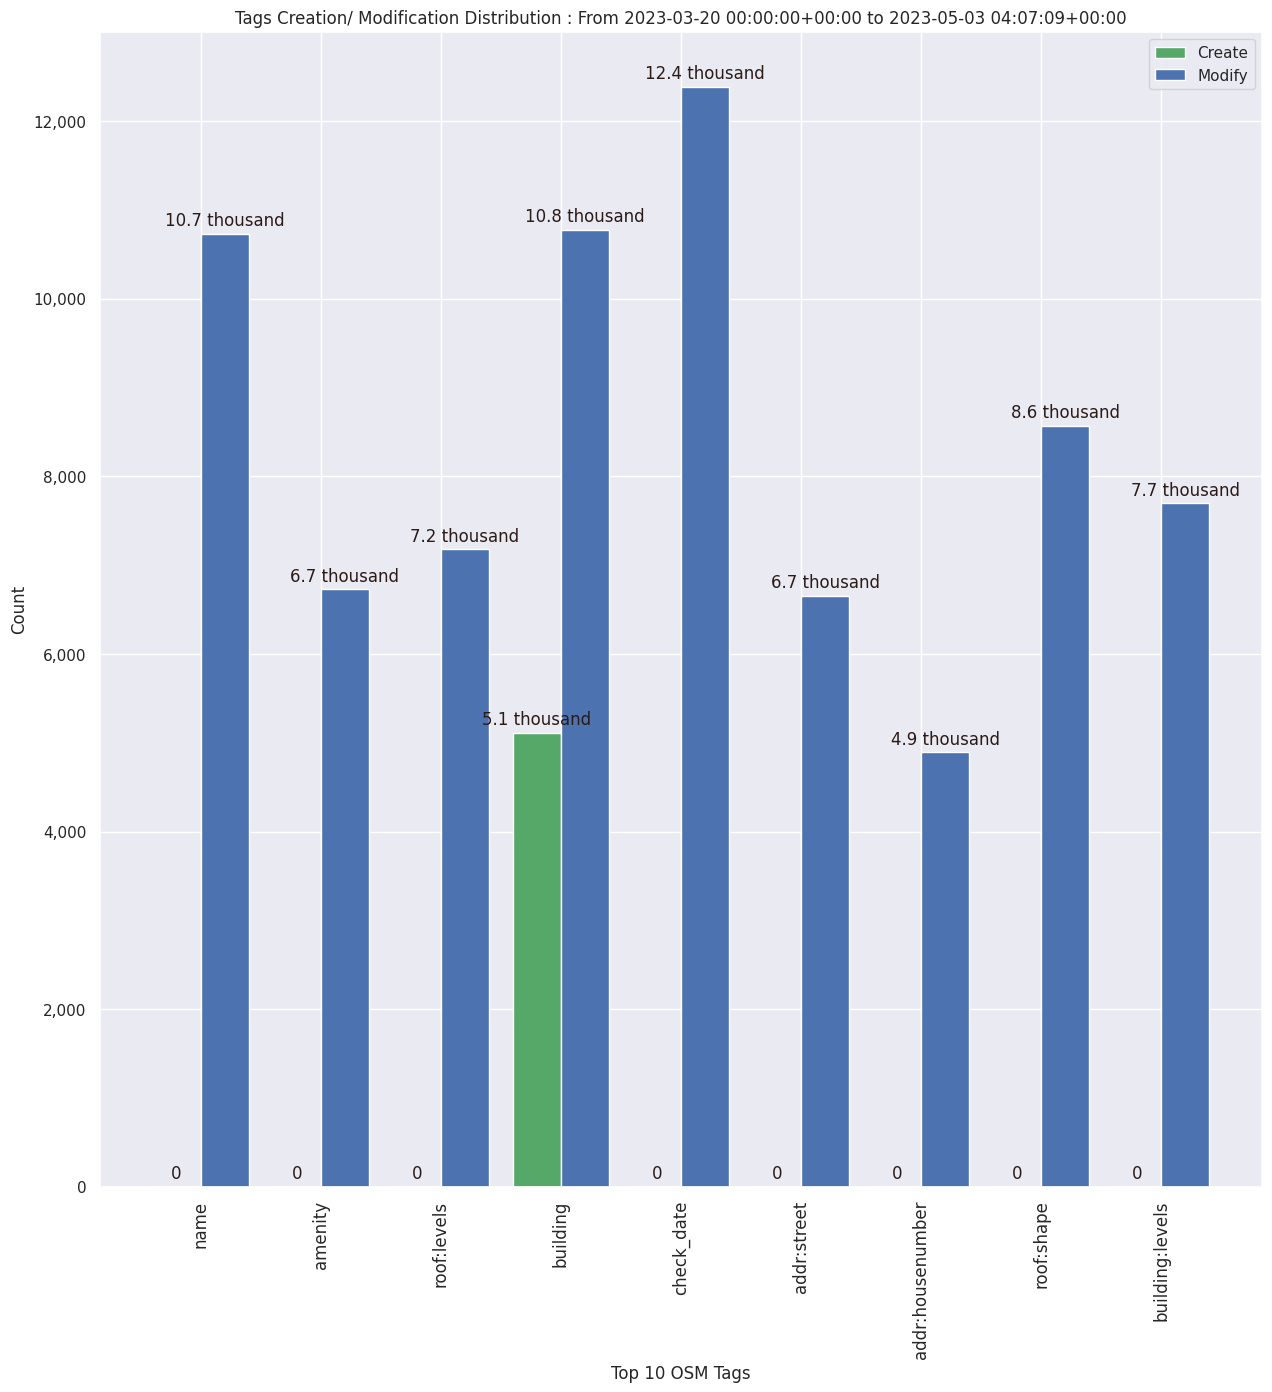 Tags Creation/ Modification Distribution : From 2023-03-20 00:00:00+00:00 to 2023-05-03 04:07:09+00:00
Create
Modify
12.4 thousand
12,000
10.7 thousand
10.8 thousand
10,000
8.6 thousand
8,000
7.7 thousand
7.2 thousand
6.7 thousand
6.7 thousand
6,000
5.1 thousand
4.9 thousand
4,000
2,000
0
0
0
0
0
0
0
0
0
Count
name
amenity
roof:levels
building
check_date
addr:street
addr:housenumber
roof:shape
building:levels
Top 10 OSM Tags